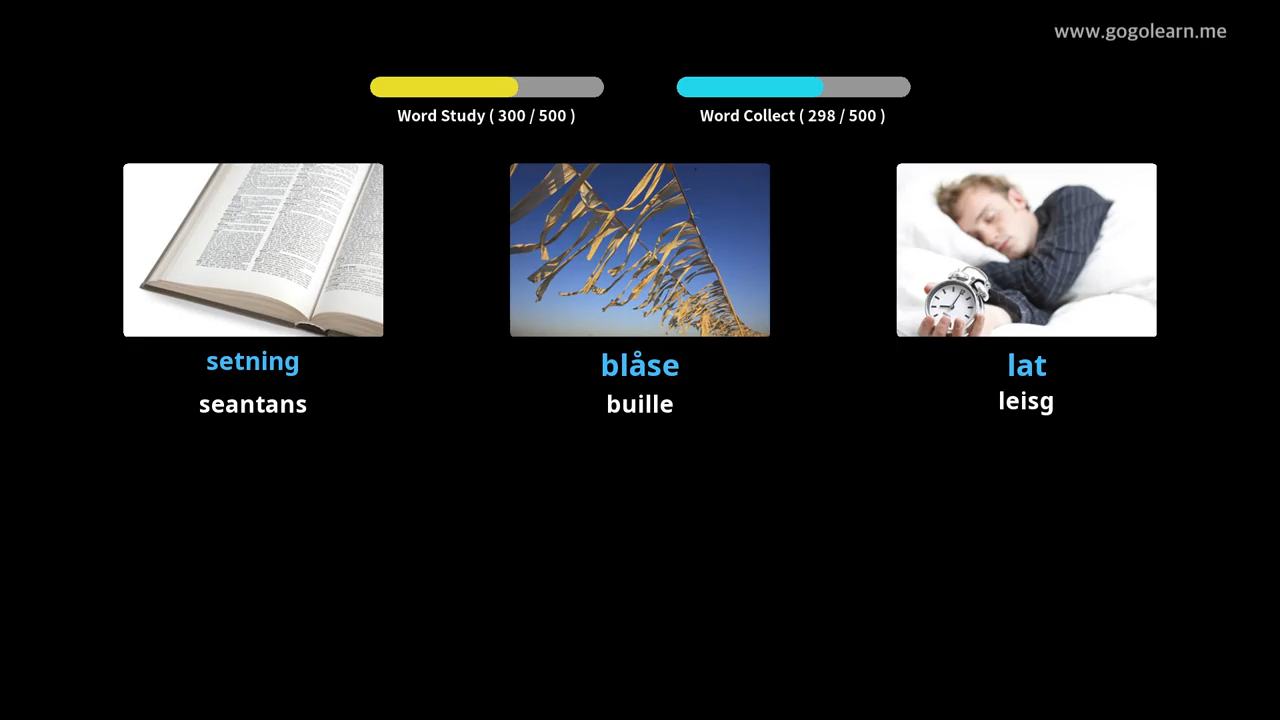 www.gogolearn.me
Word Study ( 300 / 500 )
Word Collect ( 298 / 500 )
setning
blåse
lat
seantans
buille
leisg